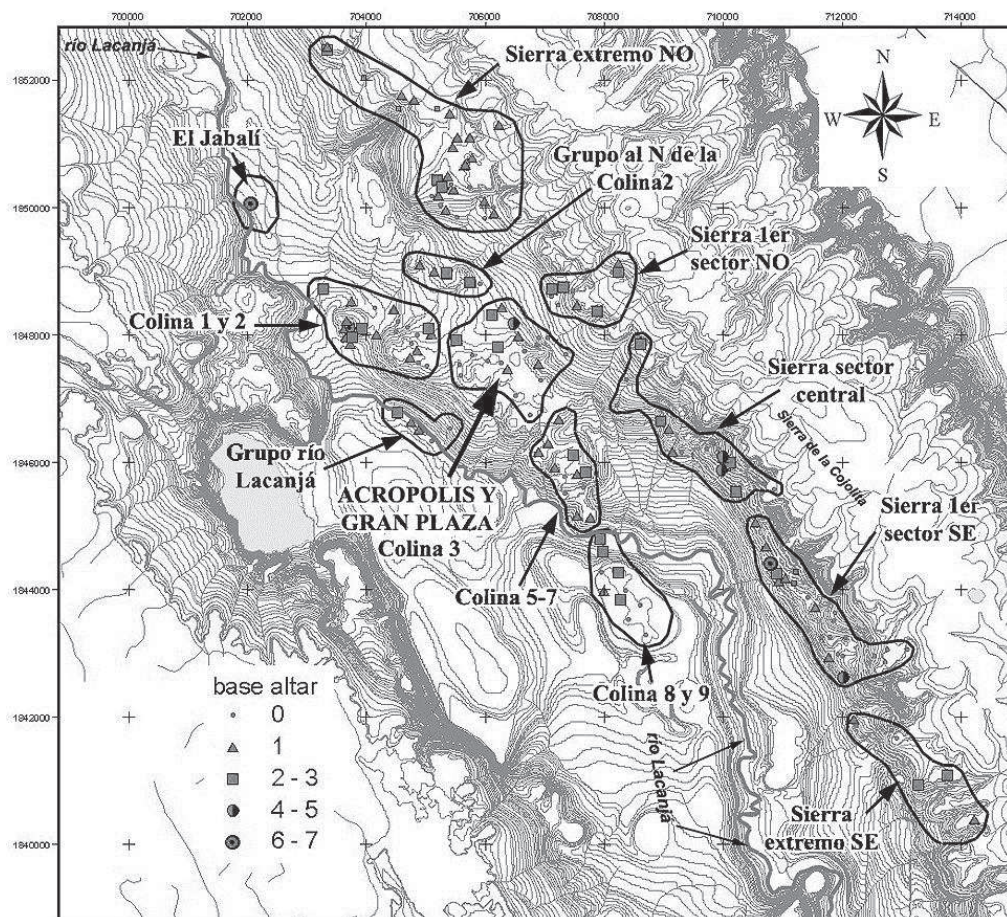 700000 702000 704000 706000 708000 710000 712000 714000
1852000
1850000
1848000
1846000
1844000
1842000
1840000
río Lacanjá
Sierra extremo NO
N
W E
S
El Jabalí
Grupo al N de la
Colina2
Sierra 1er
sector NO
Colina 1 y 2
Sierra sector
central
Sierra de la Cojolita
Grupo río
Lacanjá
ACROPOLIS Y
GRAN PLAZA
Colina 3
Sierra 1er
sector SE
Colina 5-7
Colina 8 y 9
río Lacanjá
Sierra
extremo SE
base altar
0
1
2 - 3
4 - 5
6 - 7